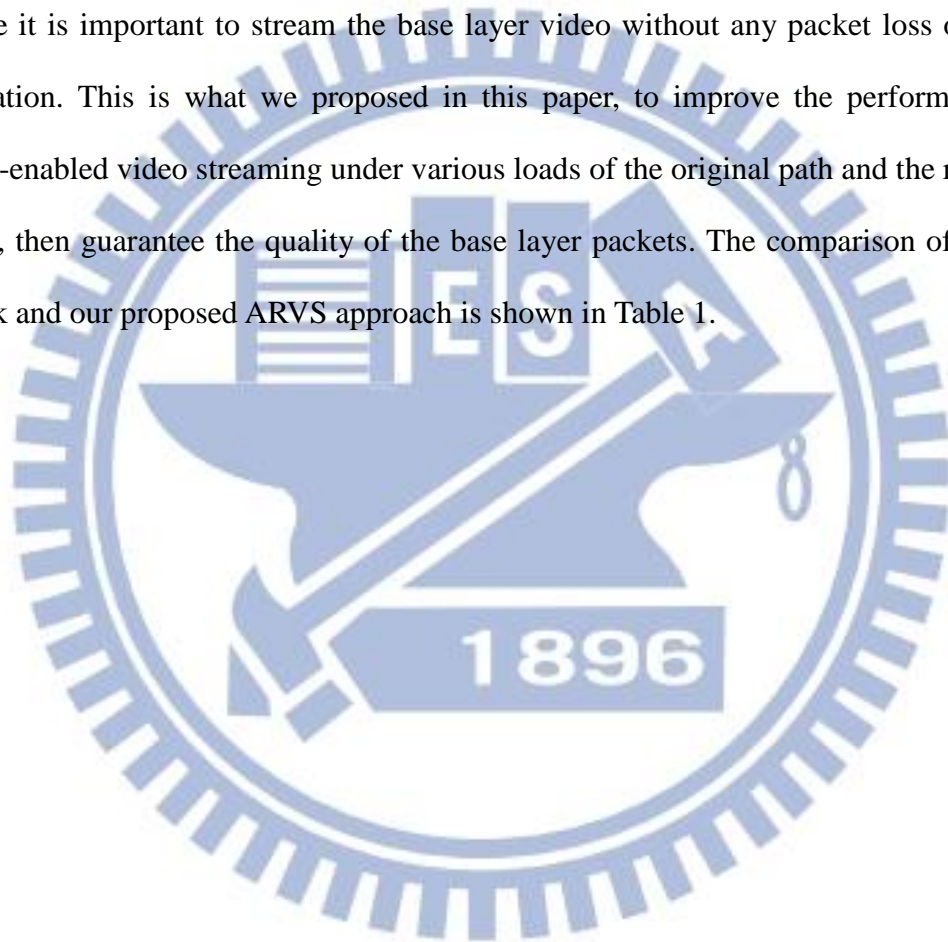 e it is important to stream the base layer video without any packet loss o
ation. This is what we proposed in this paper, to improve the perform
-enabled video streaming under various loads of the original path and the r
, then guarantee the quality of the base layer packets. The comparison of
k and our proposed ARVS approach is shown in Table 1.
E S A
1896